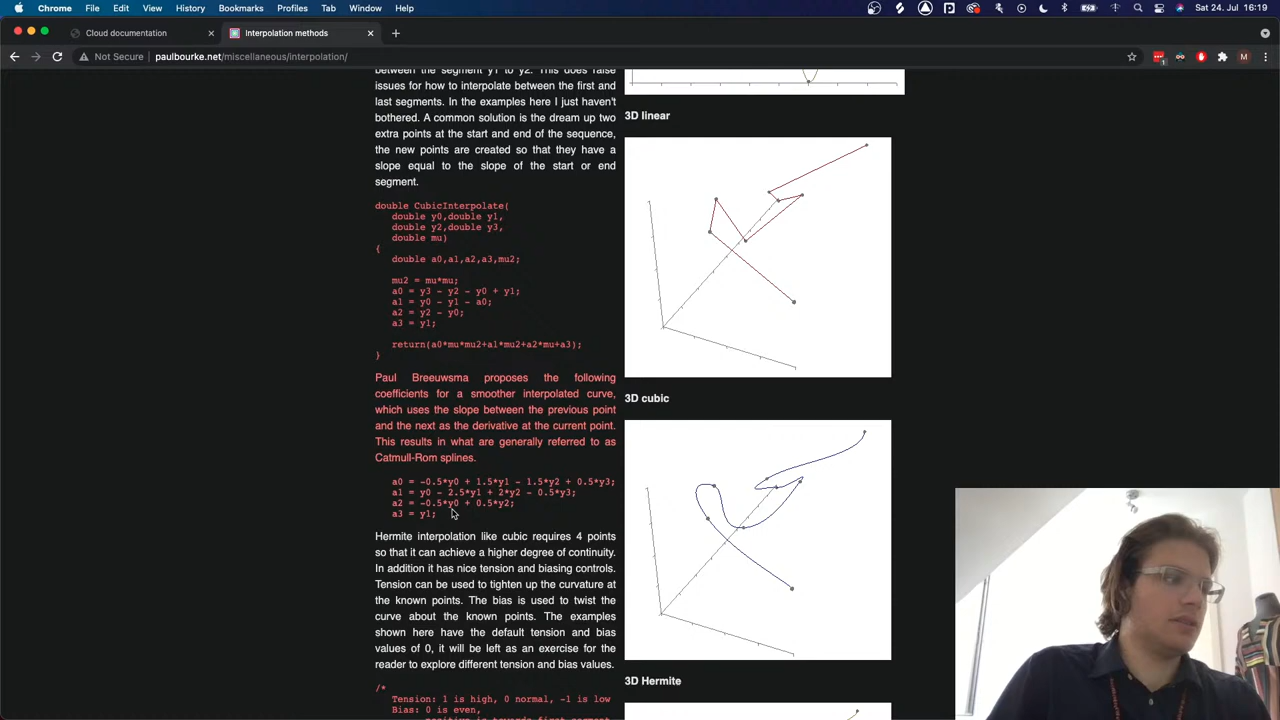 Chrome File Edit View History Bookmarks Profiles Tab Window Help
Sat 24. Jul 16:19
Cloud documentation
Interpolation methods
Not Secure paulbourke.net/miscellaneous/interpolation/
between the segment y1 to y2. This does raise
issues for how to interpolate between the first and
last segments. In the examples here I just haven't
bothered. A common solution is the dream up two
extra points at the start and end of the sequence,
the new points are created so that they have a
slope equal to the slope of the start or end
segment.
double CubicInterpolate(
double y0,double y1,
double y2,double y3,
double mu)
{
double a0,a1,a2,a3,mu2;
mu2 = mu*mu;
a0 = y3 - y2 - y0 + y1;
a1 = y0 - y1 - a0;
a2 = y2 - y0;
a3 = y1;
return(a0*mu*mu2+a1*mu2+a2*mu+a3);
}
Paul Breeuwsma proposes the following
coefficients for a smoother interpolated curve,
which uses the slope between the previous point
and the next as the derivative at the current point.
This results in what are generally referred to as
Catmull-Rom splines.
a0 = -0.5*y0 + 1.5*y1 - 1.5*y2 + 0.5*y3;
a1 = y0 - 2.5*y1 + 2*y2 - 0.5*y3;
a2 = -0.5*y0 + 0.5*y2;
a3 = y1;
Hermite interpolation like cubic requires 4 points
so that it can achieve a higher degree of continuity.
In addition it has nice tension and biasing controls.
Tension can be used to tighten up the curvature at
the known points. The bias is used to twist the
curve about the known points. The examples
shown here have the default tension and bias
values of 0, it will be left as an exercise for the
reader to explore different tension and bias values.
/*
Tension: 1 is high, 0 normal, -1 is low
Bias: 0 is even,
positive is towards first segment
3D linear
3D cubic
3D Hermite
M
1